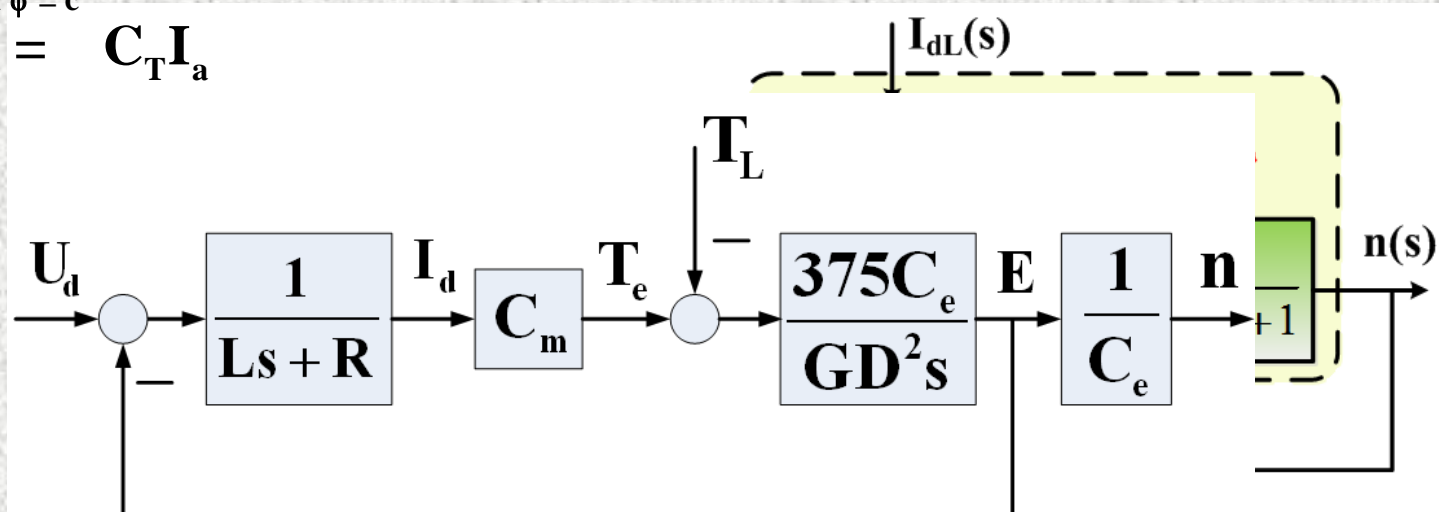 φ = c
= C_T I_a
I_dL(s)
T_L
U_d
1
Ls + R
I_d
C_m
T_e
375C_e
GD²s
E
1
C_e
n
+1
n(s)